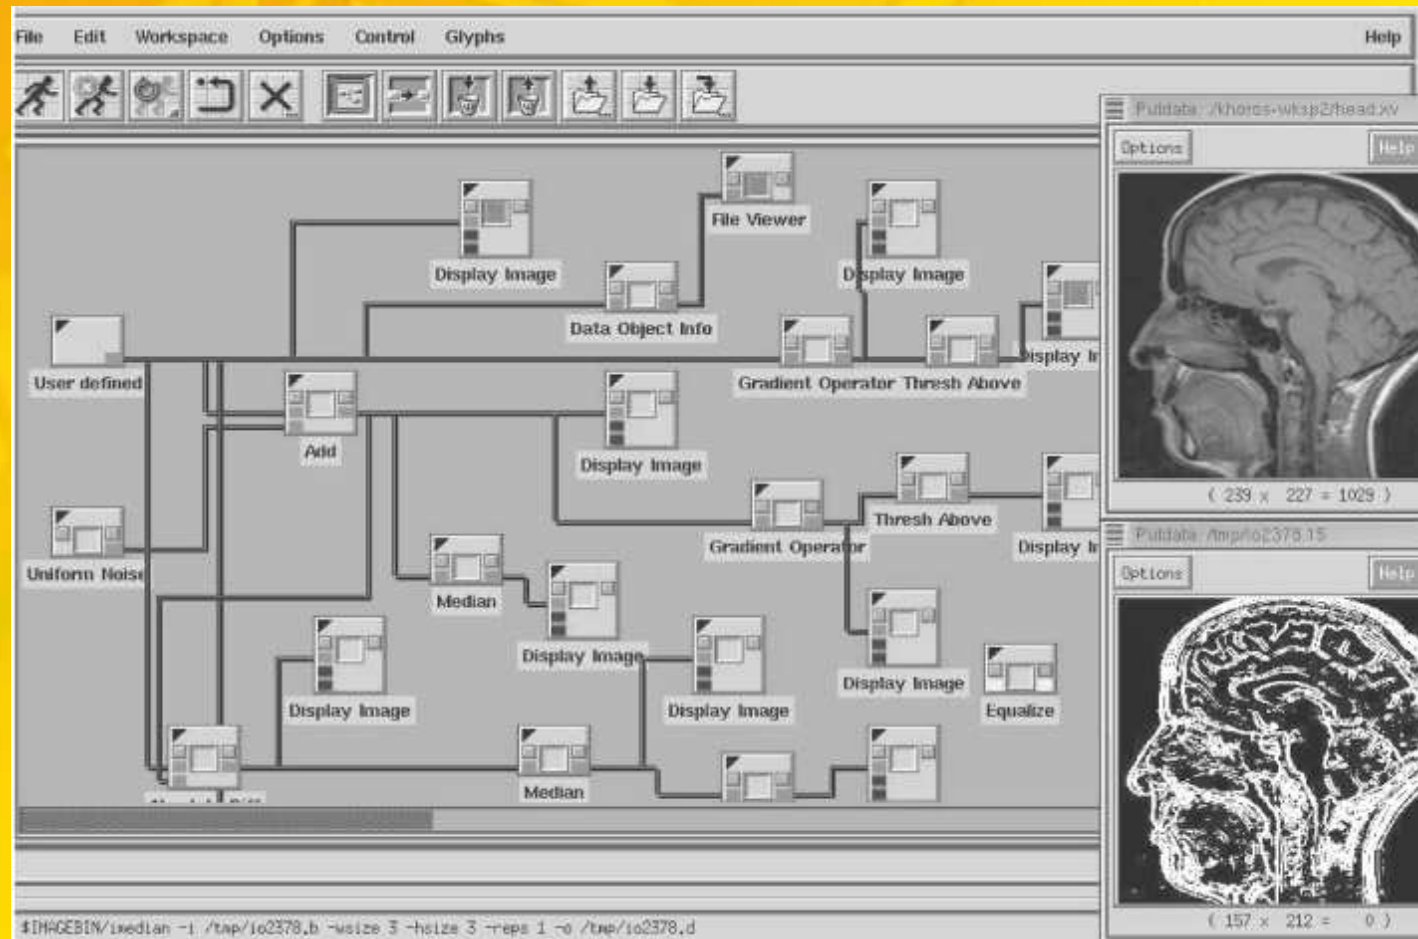 File Edit Workspace Options Control Glyphs Help
Putdata: ./khoros-wksp2/head.xv
Options Help
File Viewer
Display Image
Display Image
Data Object Info
User defined
Gradient Operator
Thresh Above
Display
Add
Display Image
Thresh Above
( 239 x 227 = 1029 )
Uniform Noise
Gradient Operator
Display
Putdata: /tmp/io2378.15
Options Help
Median
Display Image
Display Image
Display Image
Display Image
Equalize
Median
( 157 x 212 = 0 )
$IMAGEBIN/imedian -i /tmp/io2378.b -wsize 3 -hsize 3 -reps 1 -o /tmp/io2378.d